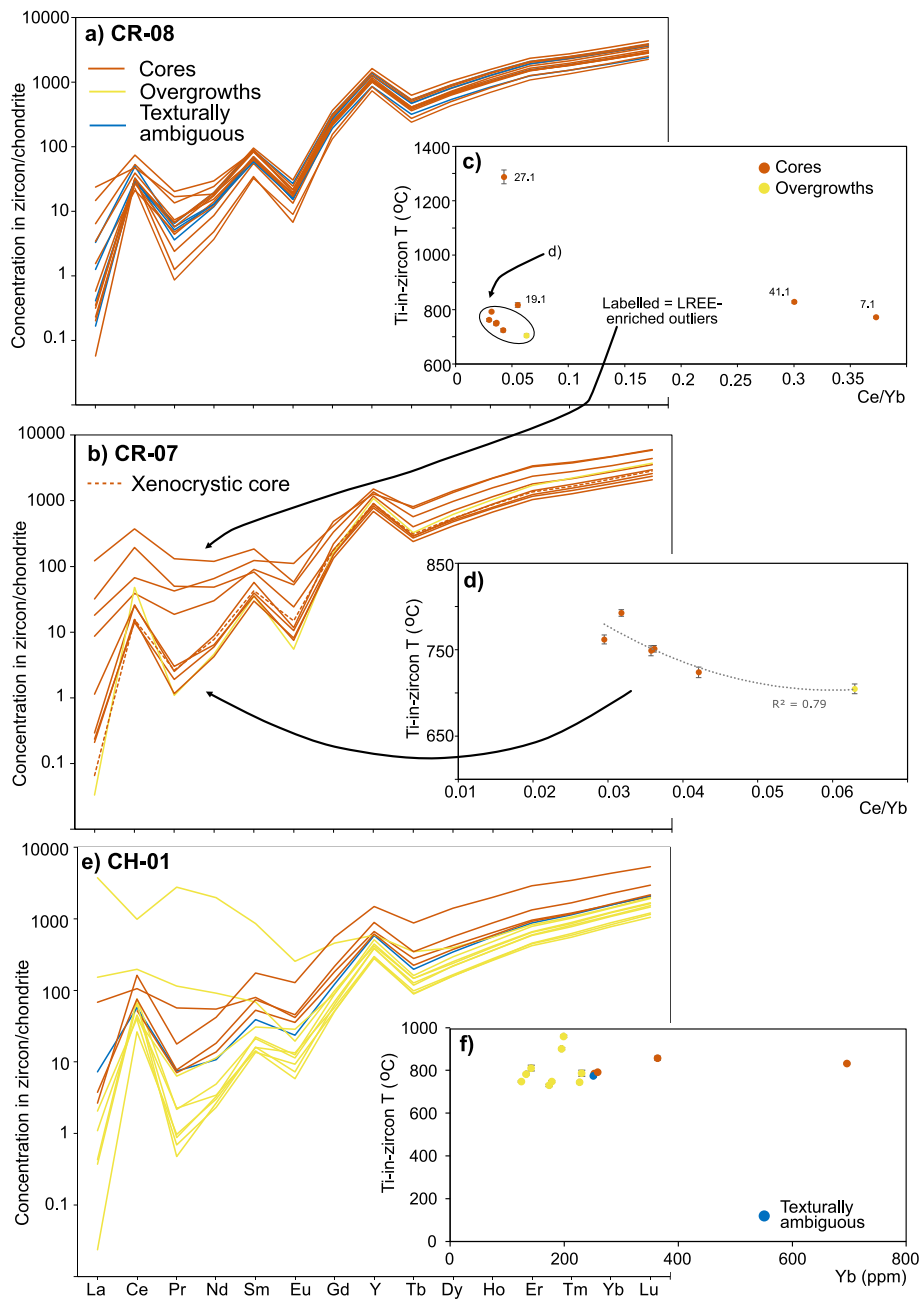 a) CR-08
Concentration in zircon/chondrite
10000
1000
100
10
1
0.1
Cores
Overgrowths
Texturally
ambiguous
c)
Ti-in-zircon T (ºC)
1400
1200
1000
800
600
27.1
d)
19.1
41.1
7.1
Cores
Overgrowths
Labelled = LREE-
enriched outliers
0
0.05
0.1
0.15
0.2
0.25
0.3
0.35
Ce/Yb
b) CR-07
Concentration in zircon/chondrite
10000
1000
100
10
1
0.1
Xenocrystic core
d)
Ti-in-zircon T (ºC)
850
750
650
R² = 0.79
0.01
0.02
0.03
0.04
0.05
0.06
Ce/Yb
e) CH-01
Concentration in zircon/chondrite
10000
1000
100
10
1
0.1
La Ce Pr Nd Sm Eu Gd Y Tb Dy Ho Er Tm Yb Lu
f)
Ti-in-zircon T (ºC)
1000
800
600
400
200
0
Texturally
ambiguous
0
200
400
600
800
Yb (ppm)